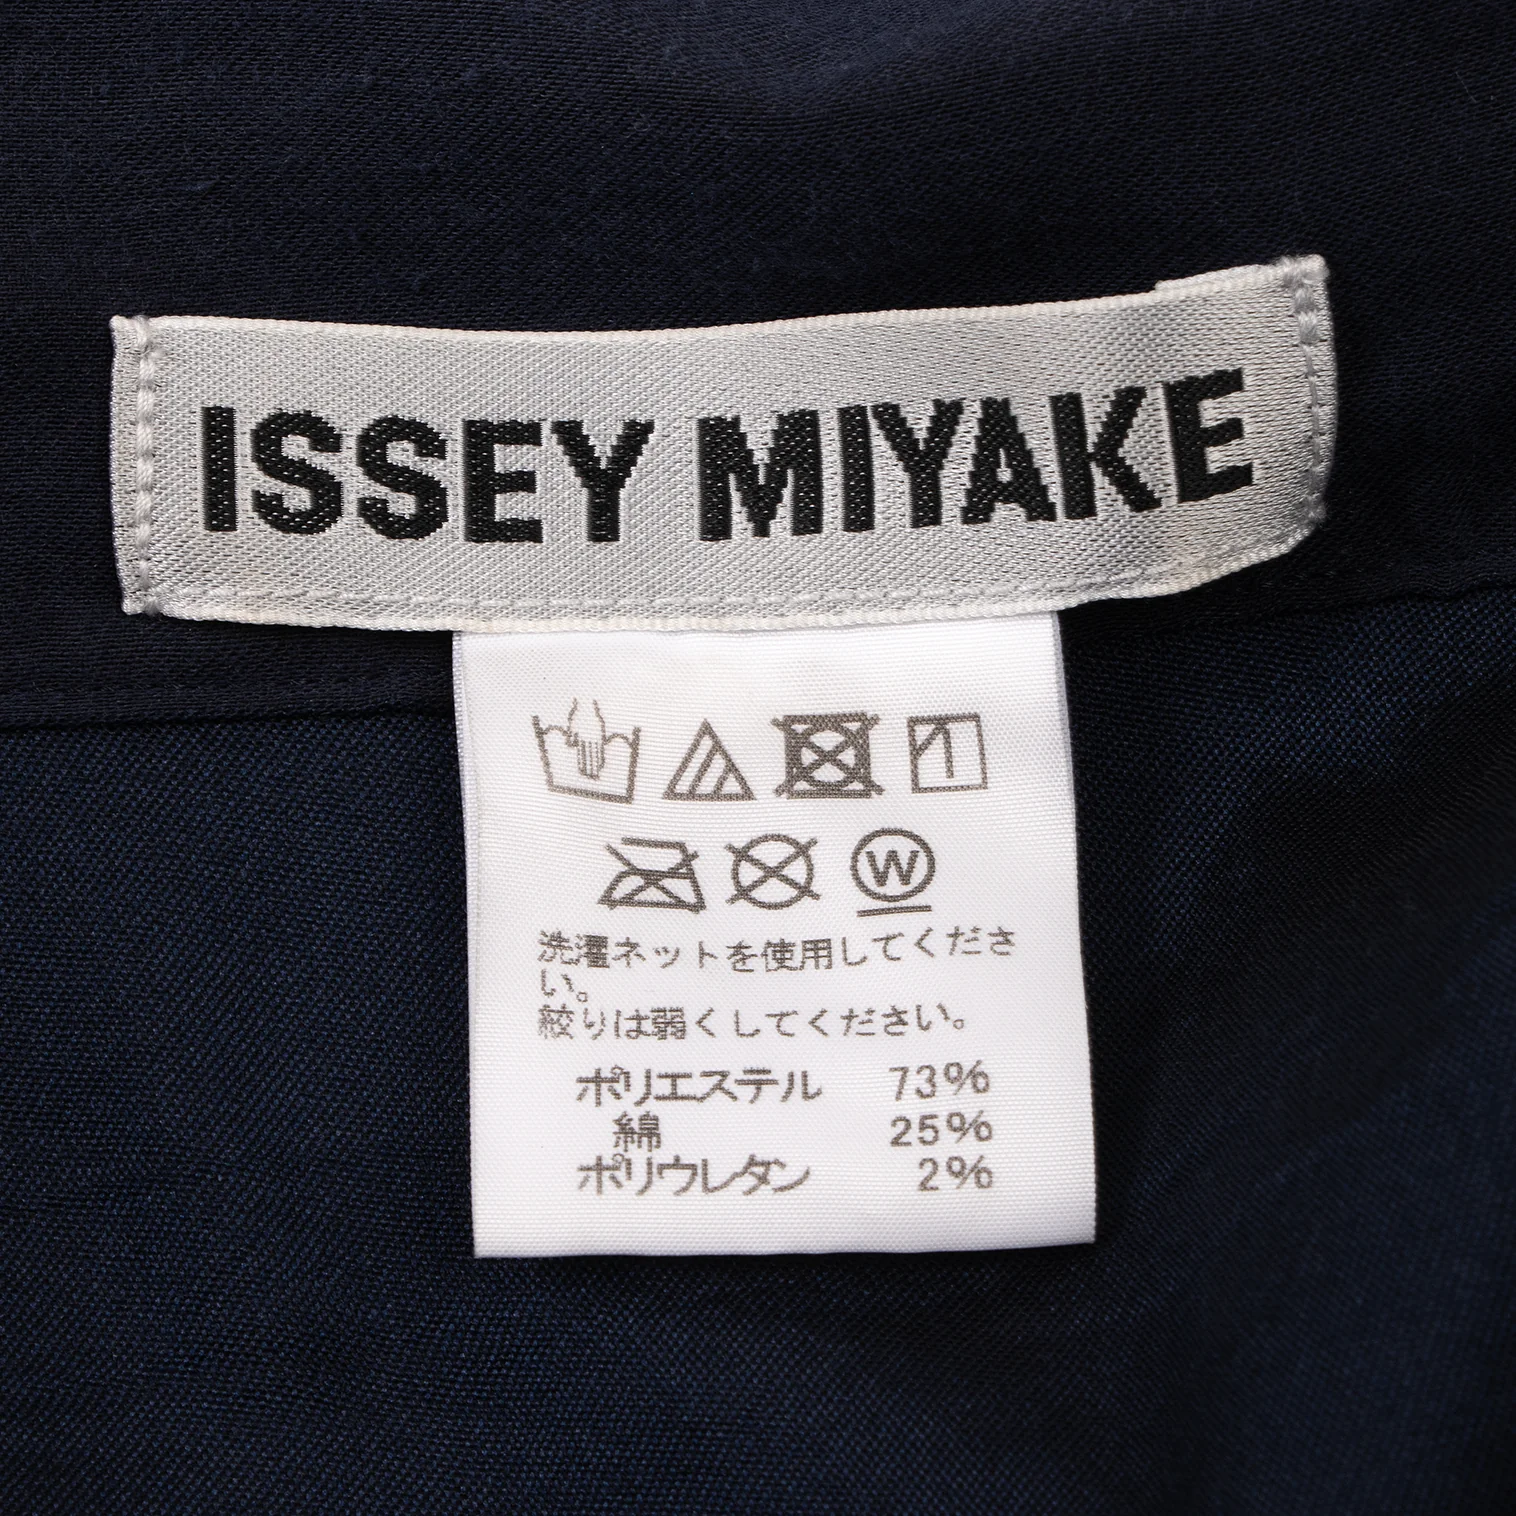 ISSEY MIYAKE
W
洗濯ネットを使用してくださ
い。
絞りは弱くしてください。
ポリエステル 73%
綿 25%
ポリウレタン 2%